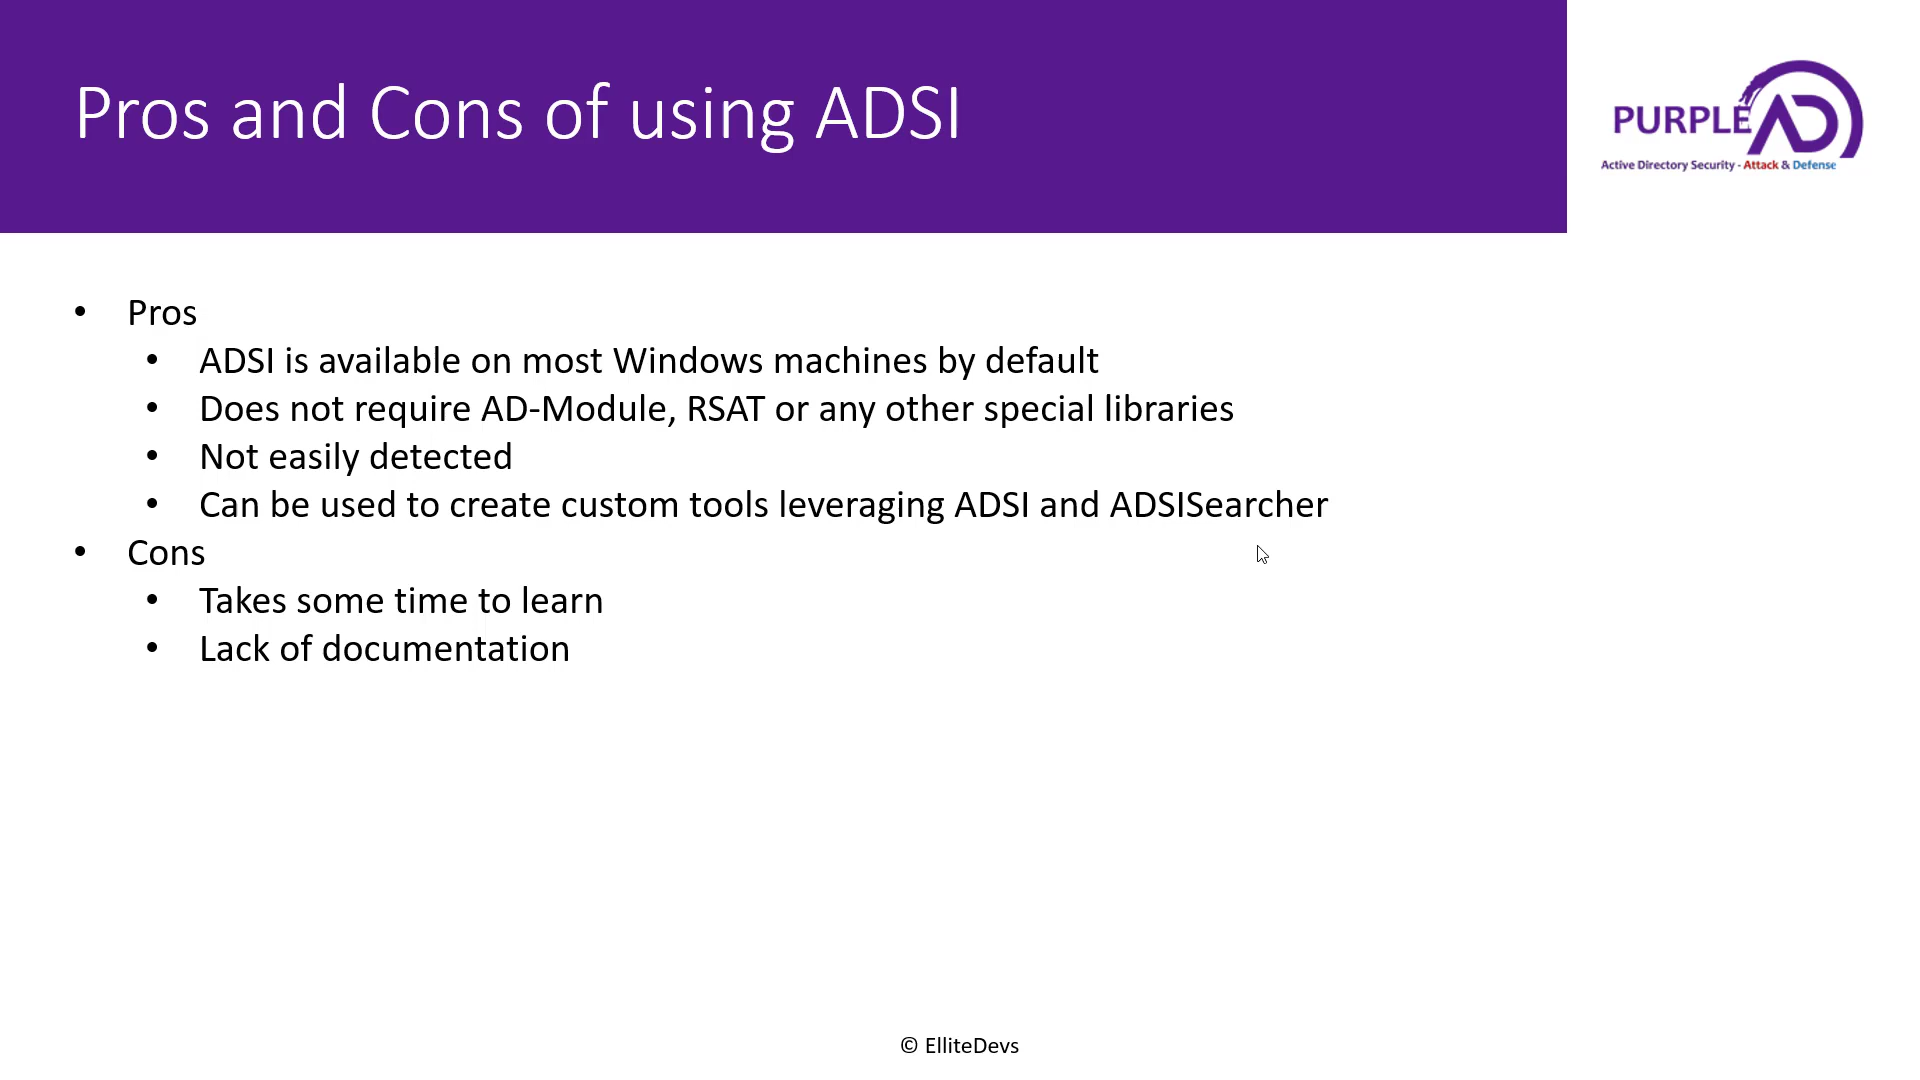 Pros and Cons of using ADSI
PURPLE AD
Active Directory Security - Attack & Defense
• Pros
• ADSI is available on most Windows machines by default
• Does not require AD-Module, RSAT or any other special libraries
• Not easily detected
• Can be used to create custom tools leveraging ADSI and ADSISearcher
• Cons
• Takes some time to learn
• Lack of documentation
© ElliteDevs